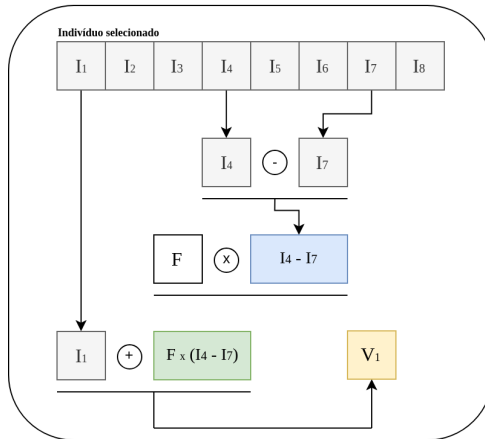 Indivíduo selecionado
I1 I2 I3 I4 I5 I6 I7 I8
I4 - I7
F x I4 - I7
I1 + F x (I4 - I7) V1